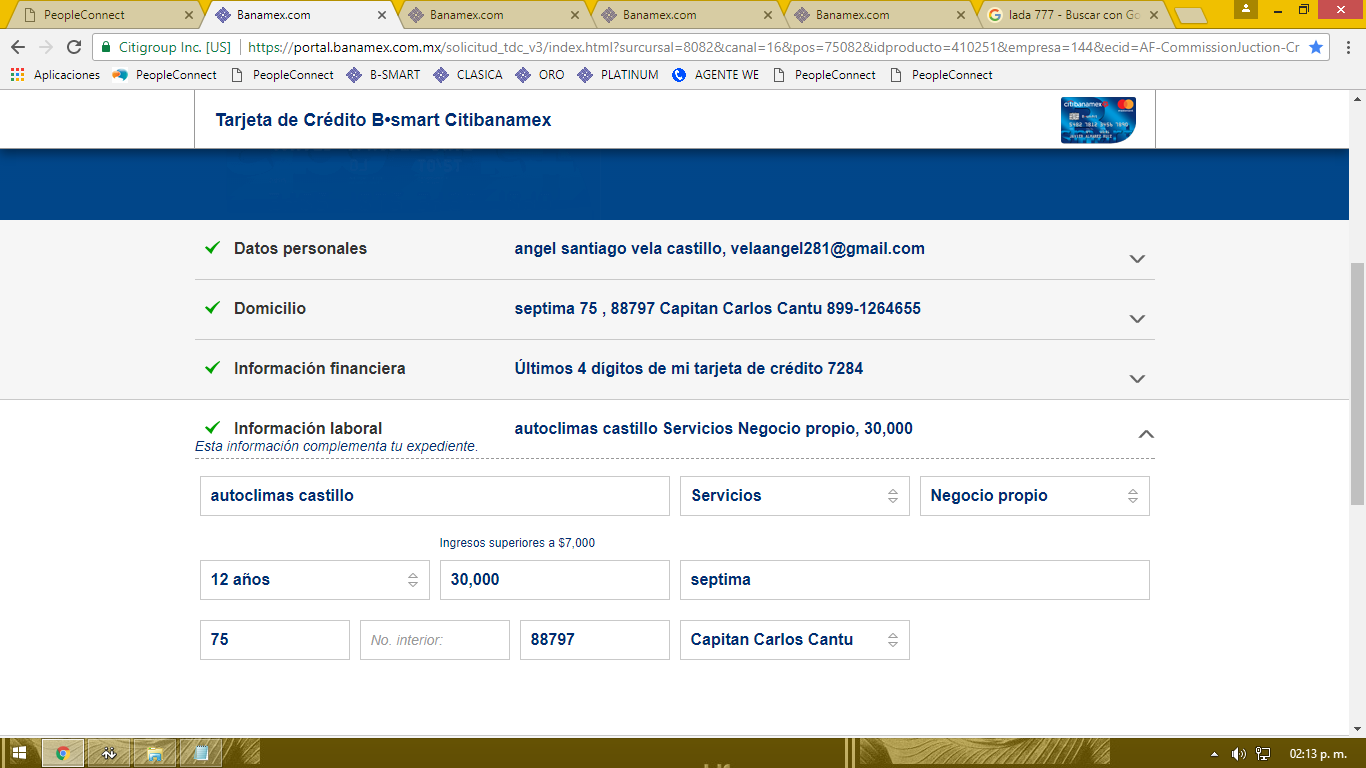 PeopleConnect
Banamex.com
Banamex.com
Banamex.com
Banamex.com
lada 777 - Buscar con Go
Citigroup Inc. [US]
https://portal.banamex.com.mx/solicitud_tdc_v3/index.html?surcursal=8082&canal=16&pos=75082&idproducto=410251&empresa=144&ecid=AF-CommissionJuction-Cr
Aplicaciones
PeopleConnect
PeopleConnect
B-SMART
CLASICA
ORO
PLATINUM
AGENTE WE
PeopleConnect
PeopleConnect
Tarjeta de Crédito B•smart Citibanamex
citibanamex
Datos personales
angel santiago vela castillo, velaangel281@gmail.com
Domicilio
septima 75 , 88797 Capitan Carlos Cantu 899-1264655
Información financiera
Últimos 4 dígitos de mi tarjeta de crédito 7284
Información laboral
autoclimas castillo Servicios Negocio propio, 30,000
Esta información complementa tu expediente.
autoclimas castillo
Servicios
Negocio propio
Ingresos superiores a $7,000
12 años
30,000
septima
75
No. interior:
88797
Capitan Carlos Cantu
02:13 p. m.